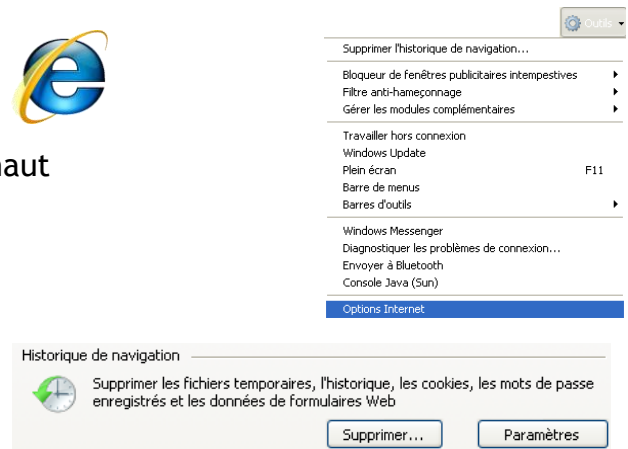 Outils
Supprimer l'historique de navigation...
Bloqueur de fenêtres publicitaires intempestives
Filtre anti-hameçonnage
Gérer les modules complémentaires
Travailler hors connexion
Windows Update
Plein écran F11
Barre de menus
Barres d'outils
Windows Messenger
Diagnostiquer les problèmes de connexion...
Envoyer à Bluetooth
Console Java (Sun)
Options Internet
aut
Historique de navigation
Supprimer les fichiers temporaires, l'historique, les cookies, les mots de passe
enregistrés et les données de formulaires Web
Supprimer... Paramètres